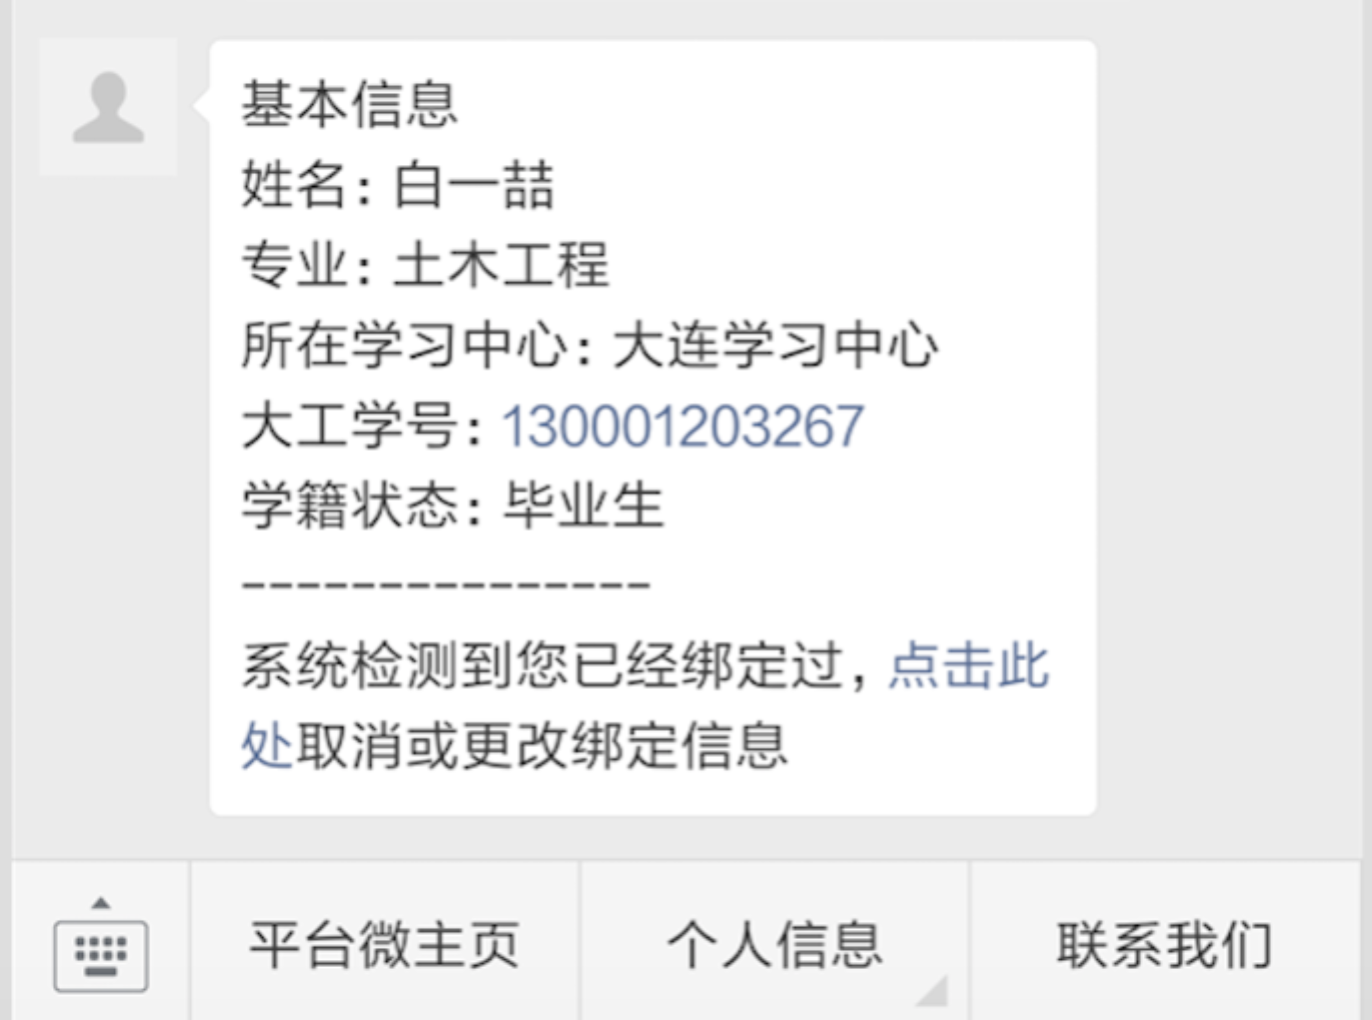 基本信息
姓名：白一喆
专业：土木工程
所在学习中心：大连学习中心
大工学号：130001203267
学籍状态：毕业生
---------------
系统检测到您已经绑定过，点击此
处取消或更改绑定信息
平台微主页
个人信息
联系我们